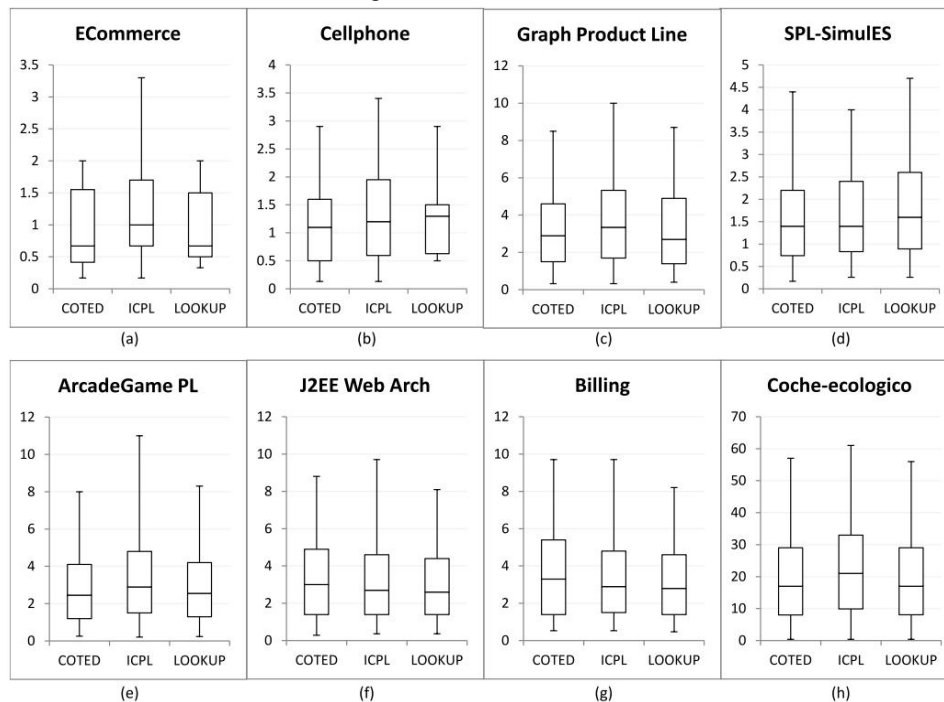 ECommerce
3.5
3
2.5
2
1.5
1
0.5
0
COTED ICPL LOOKUP
(a)
Cellphone
4
3.5
3
2.5
2
1.5
1
0.5
0
COTED ICPL LOOKUP
(b)
Graph Product Line
12
10
8
6
4
2
0
COTED ICPL LOOKUP
(c)
SPL-SimulES
5
4.5
4
3.5
3
2.5
2
1.5
1
0.5
0
COTED ICPL LOOKUP
(d)
ArcadeGame PL
12
10
8
6
4
2
0
COTED ICPL LOOKUP
(e)
J2EE Web Arch
12
10
8
6
4
2
0
COTED ICPL LOOKUP
(f)
Billing
12
10
8
6
4
2
0
COTED ICPL LOOKUP
(g)
Coche-ecologico
70
60
50
40
30
20
10
0
COTED ICPL LOOKUP
(h)